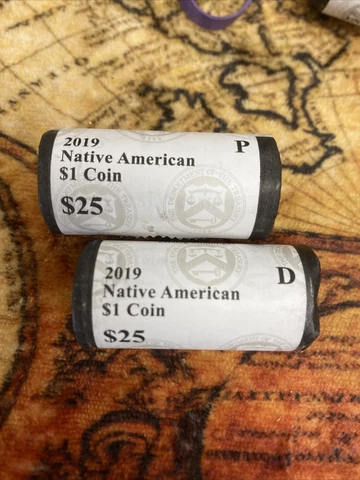 2019 P
Native American
$1 Coin
$25
2019 D
Native American
$1 Coin
$25